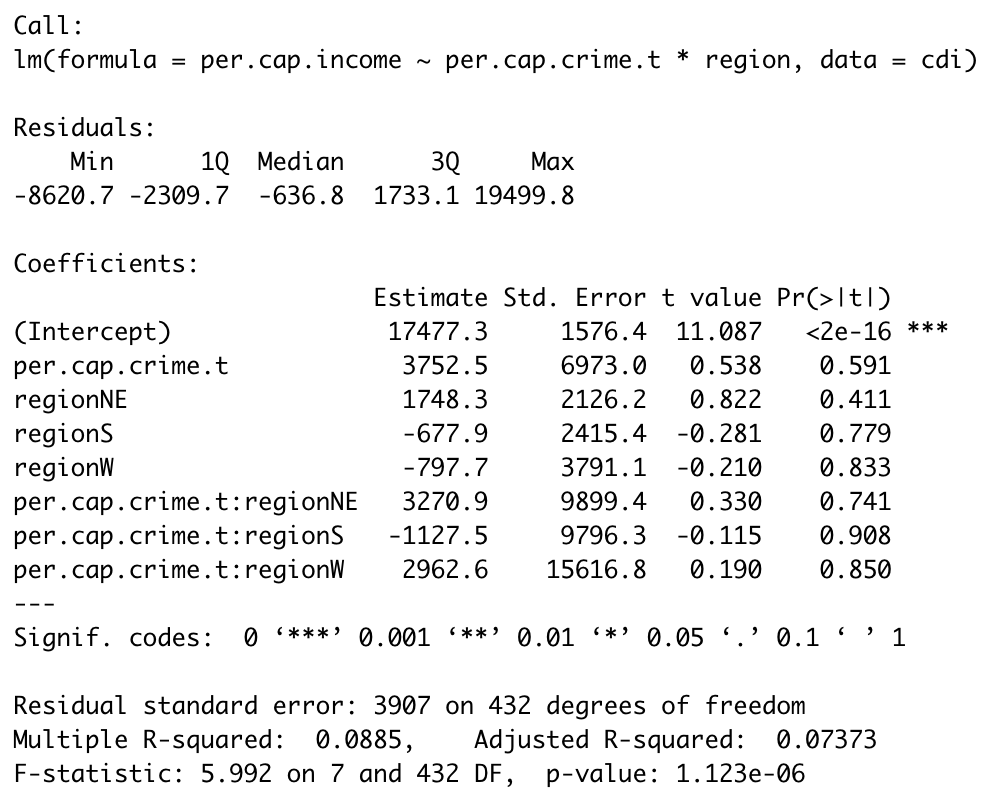 Call:
lm(formula = per.cap.income ~ per.cap.crime.t * region, data = cdi)
Residuals:
Min 1Q Median 3Q Max
-8620.7 -2309.7 -636.8 1733.1 19499.8
Coefficients:
Estimate Std. Error t value Pr(>|t|)
(Intercept) 17477.3 1576.4 11.087 <2e-16 ***
per.cap.crime.t 3752.5 6973.0 0.538 0.591
regionNE 1748.3 2126.2 0.822 0.411
regionS -677.9 2415.4 -0.281 0.779
regionW -797.7 3791.1 -0.210 0.833
per.cap.crime.t:regionNE 3270.9 9899.4 0.330 0.741
per.cap.crime.t:regionS -1127.5 9796.3 -0.115 0.908
per.cap.crime.t:regionW 2962.6 15616.8 0.190 0.850
---
Signif. codes: 0 ‘***’ 0.001 ‘**’ 0.01 ‘*’ 0.05 ‘.’ 0.1 ‘ ’ 1
Residual standard error: 3907 on 432 degrees of freedom
Multiple R-squared: 0.0885, Adjusted R-squared: 0.07373
F-statistic: 5.992 on 7 and 432 DF, p-value: 1.123e-06